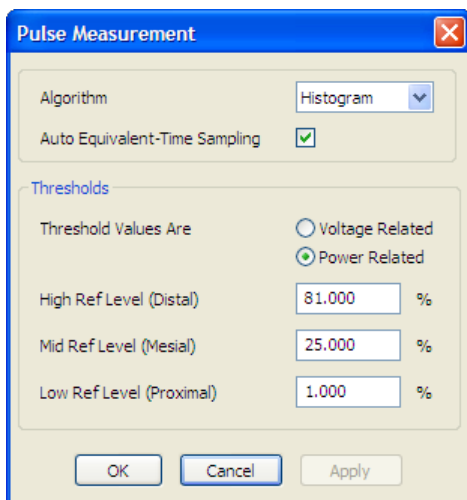 Pulse Measurement
Algorithm Histogram
Auto Equivalent-Time Sampling
Thresholds
Threshold Values Are Voltage Related
Power Related
High Ref Level (Distal) 81.000 %
Mid Ref Level (Mesial) 25.000 %
Low Ref Level (Proximal) 1.000 %
OK Cancel Apply